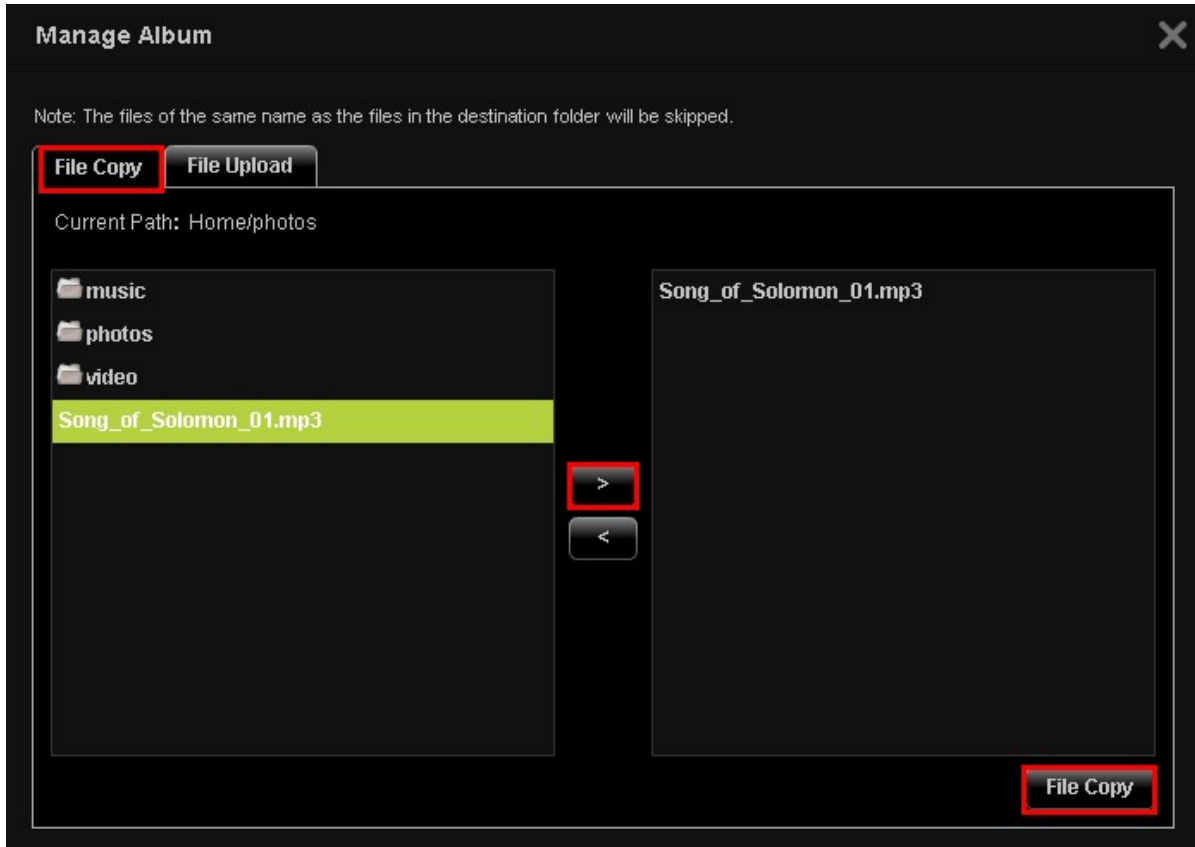 Manage Album
Note: The files of the same name as the files in the destination folder will be skipped.
File Copy
File Upload
Current Path: Home/photos
music
photos
video
Song_of_Solomon_01.mp3
>
<
Song_of_Solomon_01.mp3
File Copy